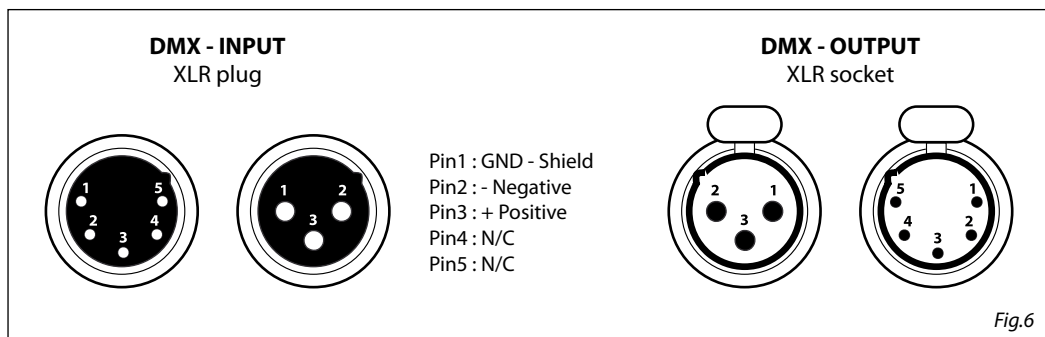 DMX - INPUT
XLR plug
1
5
2
4
3
1
2
3
Pin1 : GND - Shield
Pin2 : - Negative
Pin3 : + Positive
Pin4 : N/C
Pin5 : N/C
DMX - OUTPUT
XLR socket
2
1
3
5
1
4
2
3
Fig.6